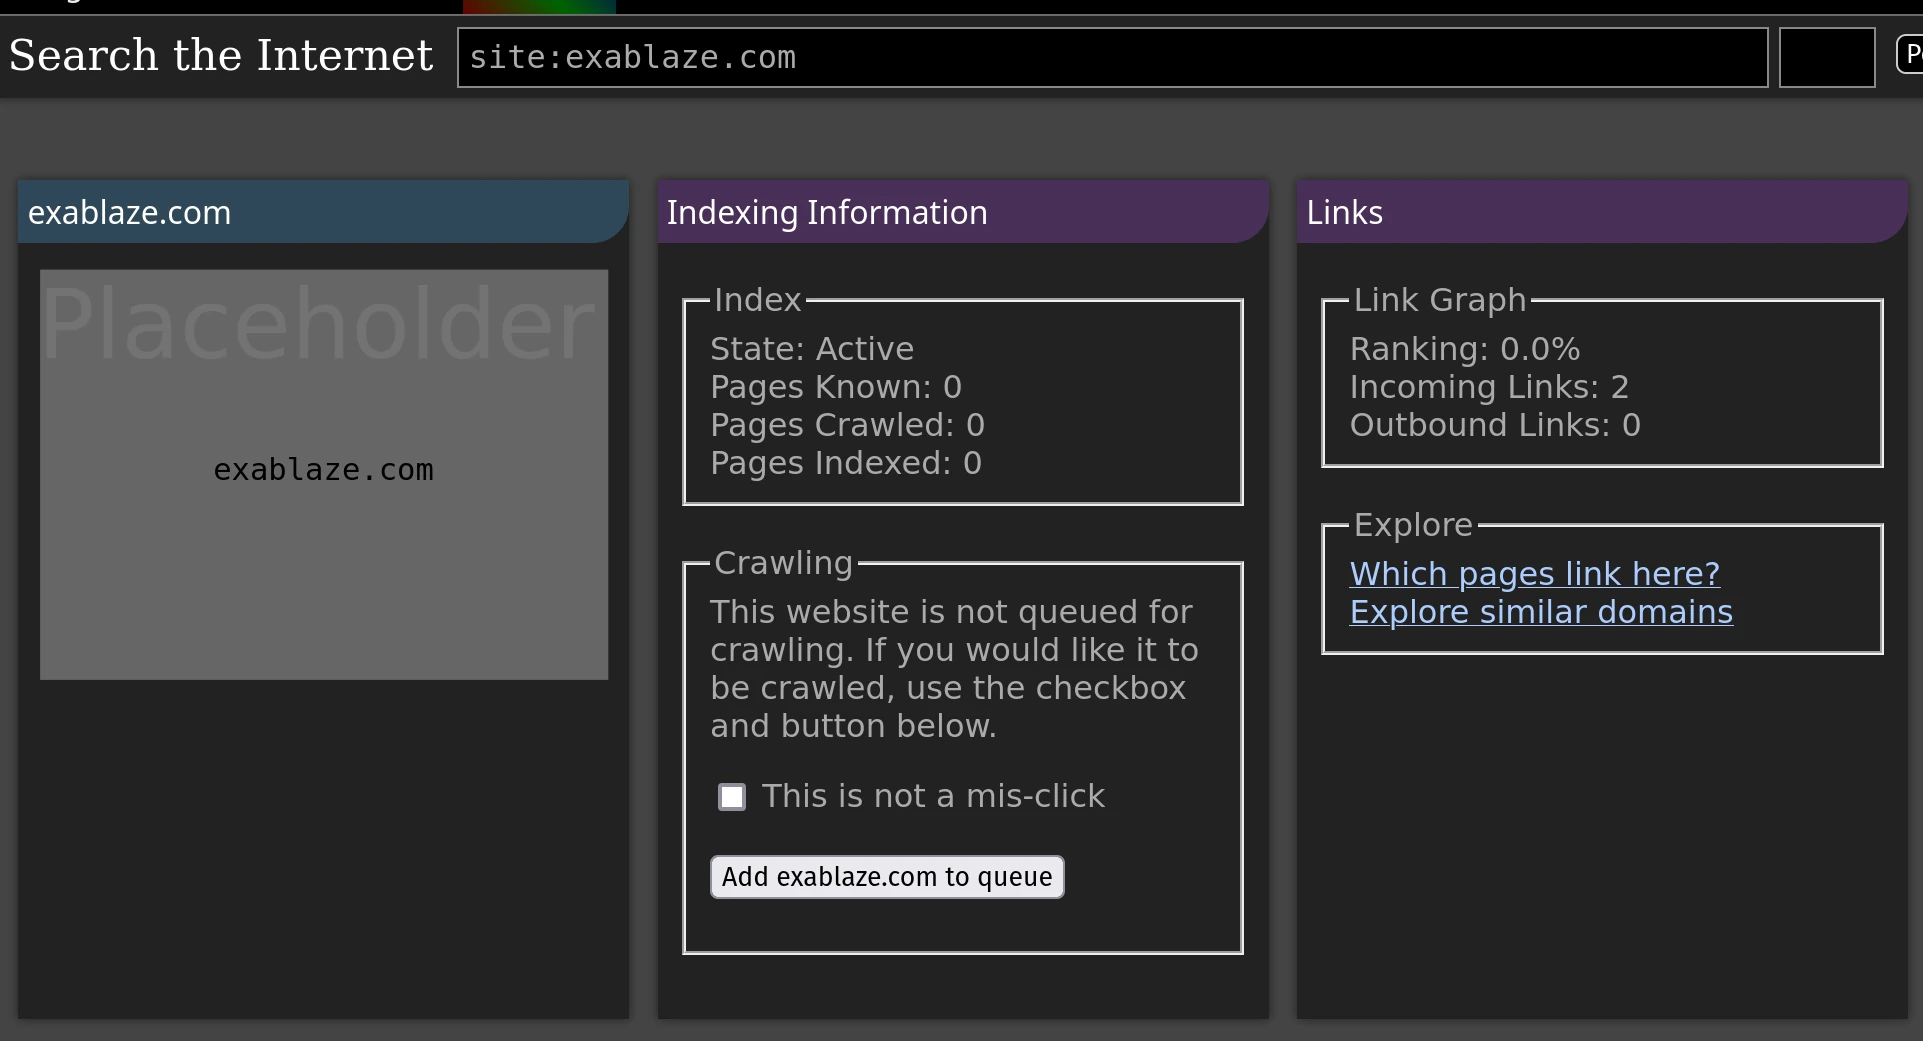 Search the Internet
site:exablaze.com
exablaze.com
Placeholder
exablaze.com
Indexing Information
Index
State: Active
Pages Known: 0
Pages Crawled: 0
Pages Indexed: 0
Crawling
This website is not queued for
crawling. If you would like it to
be crawled, use the checkbox
and button below.
This is not a mis-click
Add exablaze.com to queue
Links
Link Graph
Ranking: 0.0%
Incoming Links: 2
Outbound Links: 0
Explore
Which pages link here?
Explore similar domains